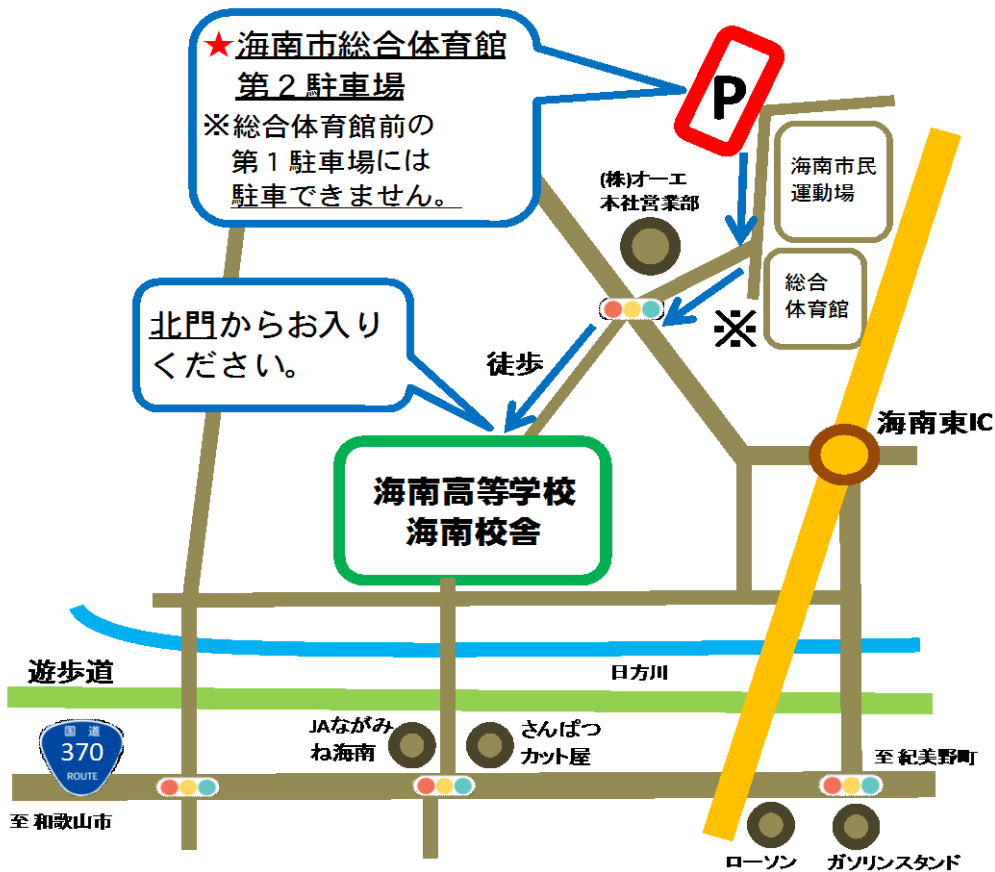 ★海南市総合体育館
第２駐車場
※総合体育館前の
第１駐車場には
駐車できません。
P
海南市民
運動場
(株)オーエ
本社営業部
総合
体育館
※
北門からお入り
ください。
徒歩
海南東IC
海南高等学校
海南校舎
日方川
遊歩道
国道
370
ROUTE
JAながみ
ね海南
さんぱつ
カット屋
至 紀美野町
至 和歌山市
ローソン
ガソリンスタンド